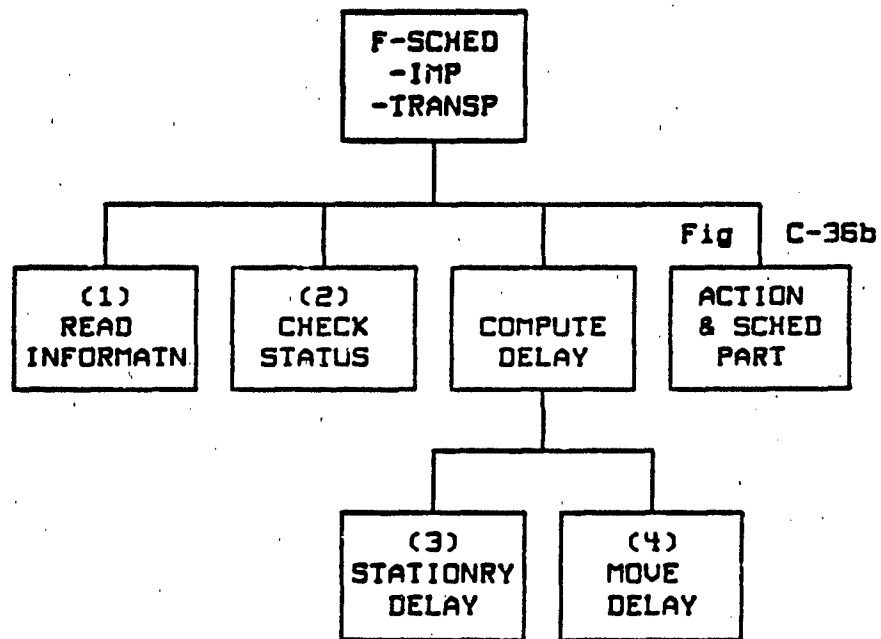 F-SCHED
-IMP
-TRANSP
Fig C-36b
(1)
READ
INFORMATN
(2)
CHECK
STATUS
COMPUTE
DELAY
ACTION
& SCHED
PART
(3)
STATIONRY
DELAY
(4)
MOVE
DELAY